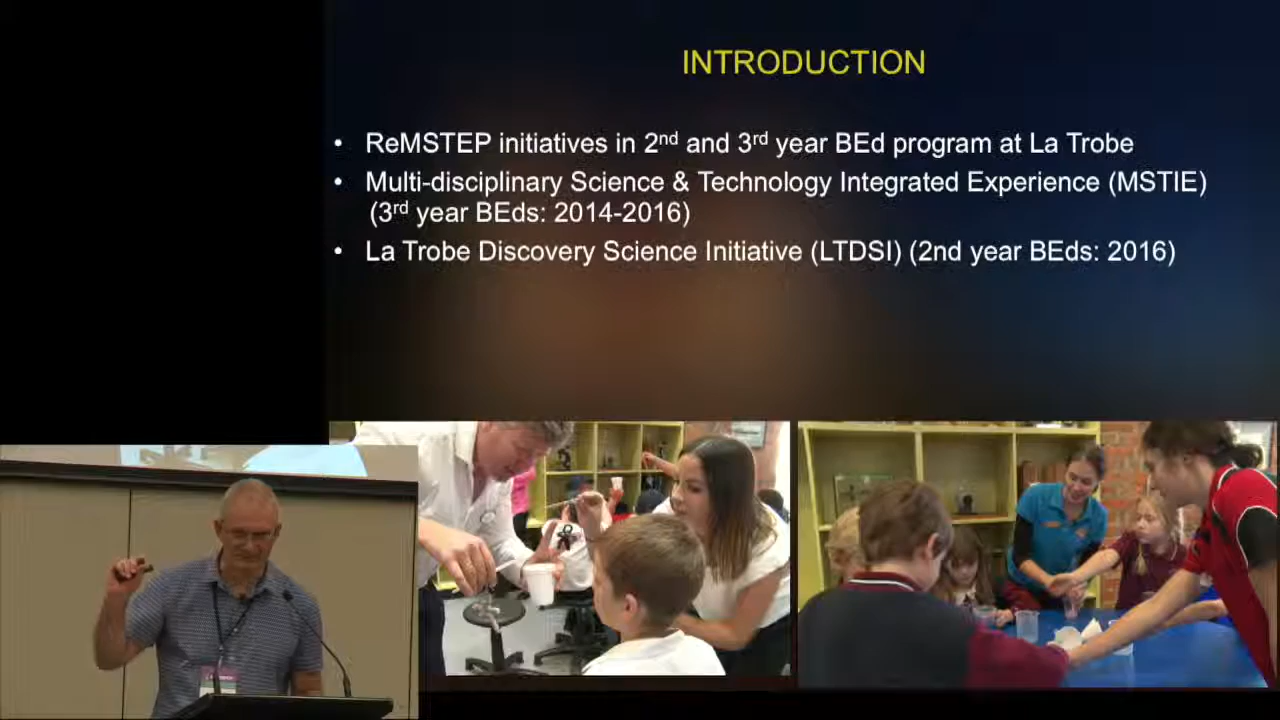 INTRODUCTION
• ReMSTEP initiatives in 2nd and 3rd year BEd program at La Trobe
• Multi-disciplinary Science & Technology Integrated Experience (MSTIE)
(3rd year BEds: 2014-2016)
• La Trobe Discovery Science Initiative (LTDSI) (2nd year BEds: 2016)